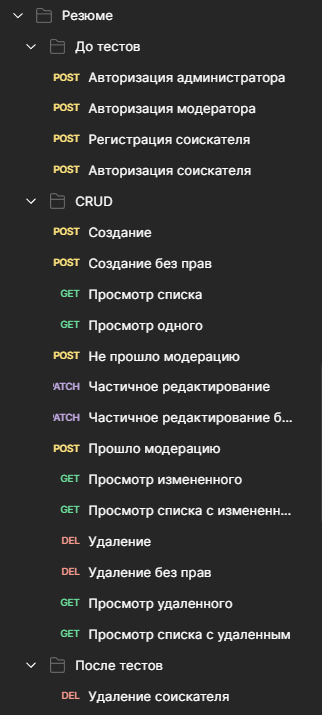 Резюме
До тестов
POST Авторизация администратора
POST Авторизация модератора
POST Регистрация соискателя
POST Авторизация соискателя
CRUD
POST Создание
POST Создание без прав
GET Просмотр списка
GET Просмотр одного
POST Не прошло модерацию
PATCH Частичное редактирование
PATCH Частичное редактирование б...
POST Прошло модерацию
GET Просмотр измененного
GET Просмотр списка с измененн...
DEL Удаление
DEL Удаление без прав
GET Просмотр удаленного
GET Просмотр списка с удаленным
После тестов
DEL Удаление соискателя